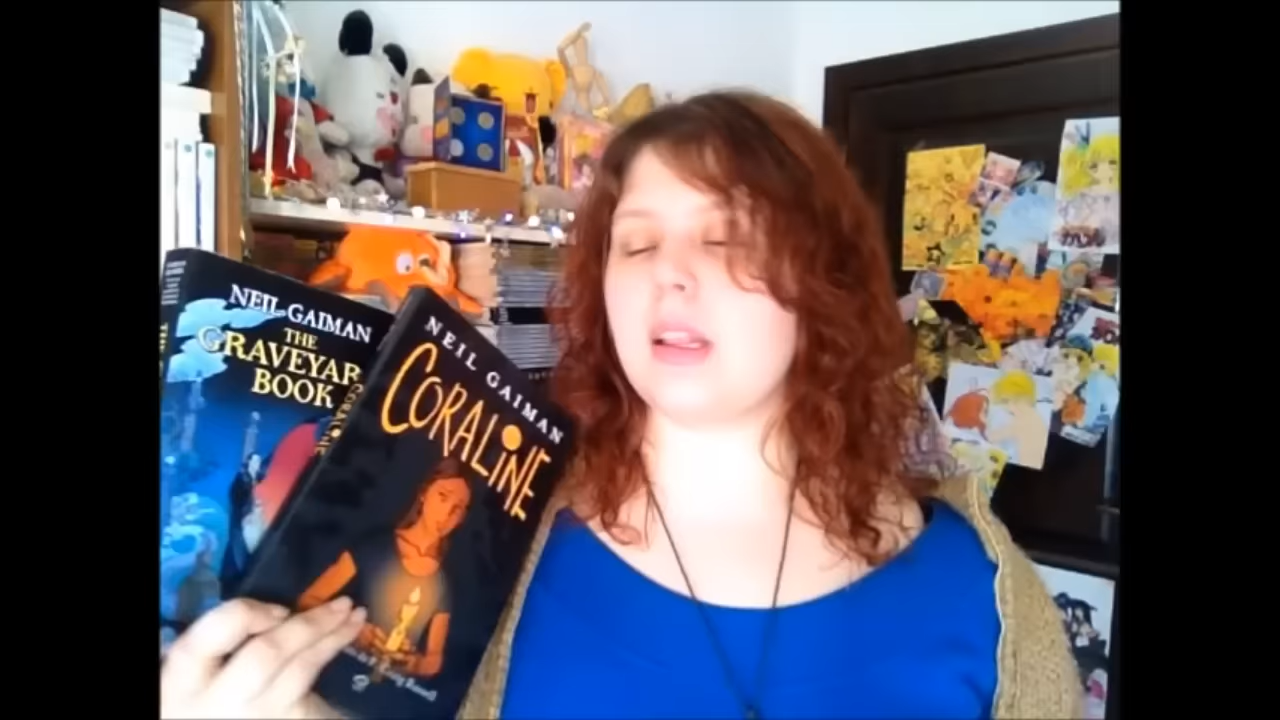 NEIL GAIMAN
THE
GRAVEYAR
BOOK
NEIL GAIMAN
CORALINE